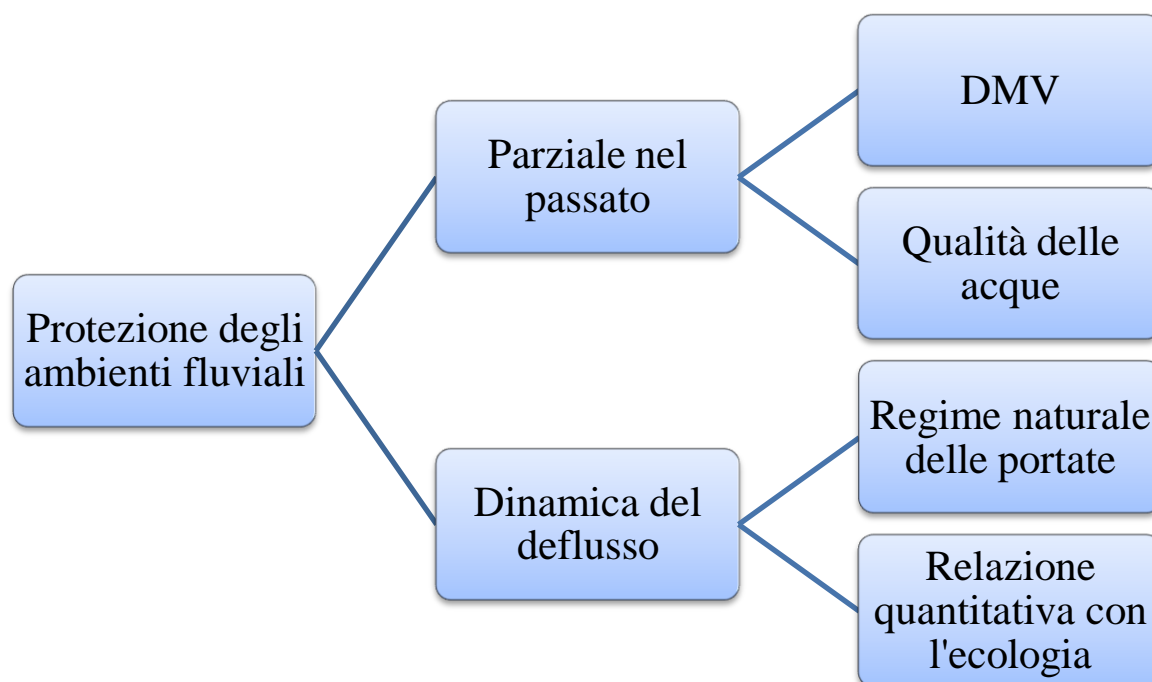 Protezione degli
ambienti fluviali
Parziale nel
passato
DMV
Qualità delle
acque
Dinamica del
deflusso
Regime naturale
delle portate
Relazione
quantitativa con
l'ecologia